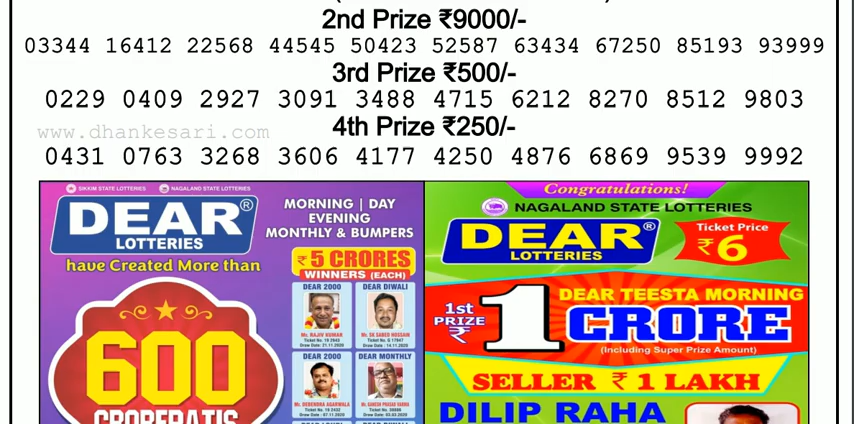 2nd Prize ₹9000/-
03344 16412 22568 44545 50423 52587 63434 67250 85193 93999
3rd Prize ₹500/-
0229 0409 2927 3091 3488 4715 6212 8270 8512 9803
www.dhankesari.com
4th Prize ₹250/-
0431 0763 3268 3606 4177 4250 4876 6869 9539 9992
SIKKIM STATE LOTTERIES NAGALAND STATE LOTTERIES
DEAR®
LOTTERIES
have Created More than
600
CROREPATIS
MORNING | DAY
EVENING
MONTHLY & BUMPERS
₹5 CRORES
WINNERS (EACH)
DEAR 2000
DEAR DIWALI
DEAR 2000
DEAR MONTHLY
Congratulations!
NAGALAND STATE LOTTERIES
DEAR®
LOTTERIES
Ticket Price
₹6
1st
PRIZE
₹
1
DEAR TEESTA MORNING
CRORE
(Including Super Prize Amount)
SELLER ₹ 1 LAKH
DILIP RAHA